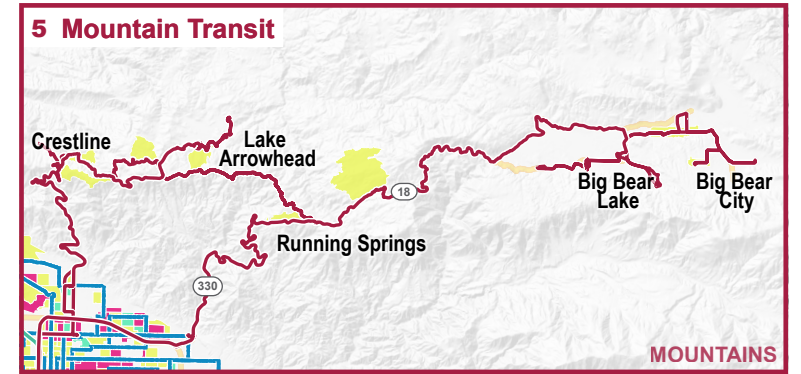 5 Mountain Transit
Crestline
Lake
Arrowhead
18
Big Bear
Lake
Big Bear
City
Running Springs
330
MOUNTAINS